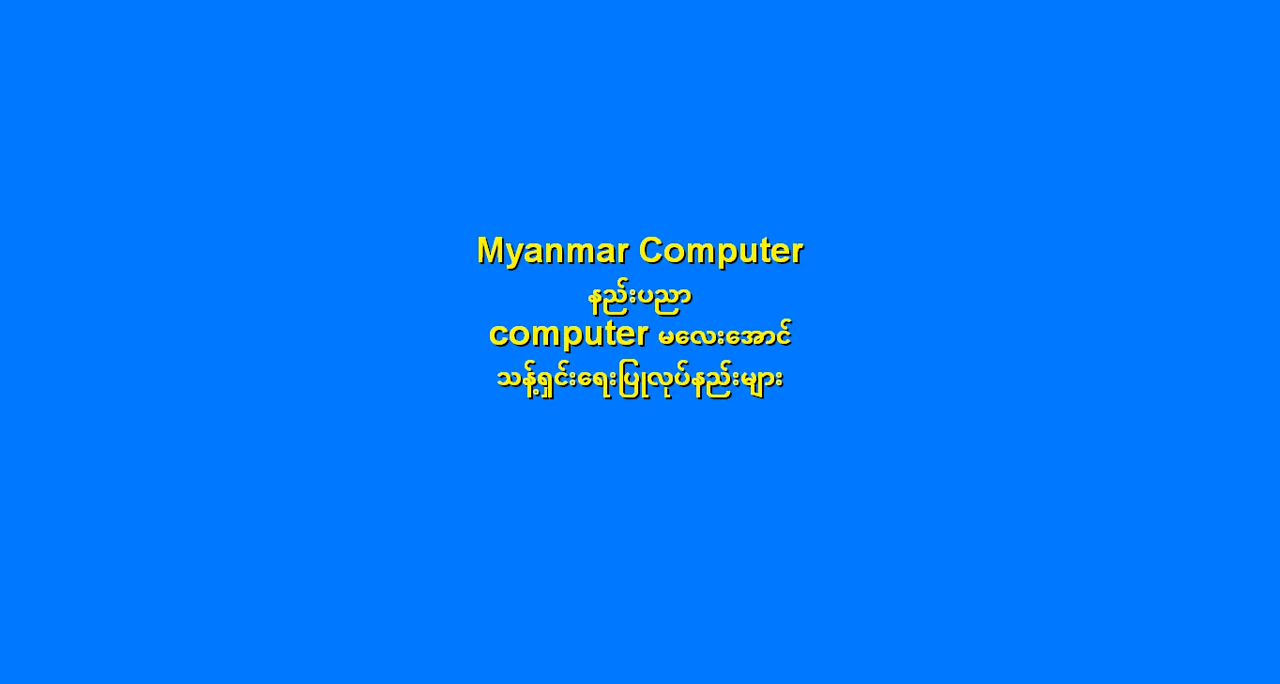 Myanmar Computer
နည်းပညာ
computer မလေးအောင်
သန့်ရှင်းရေးပြုလုပ်နည်းများ